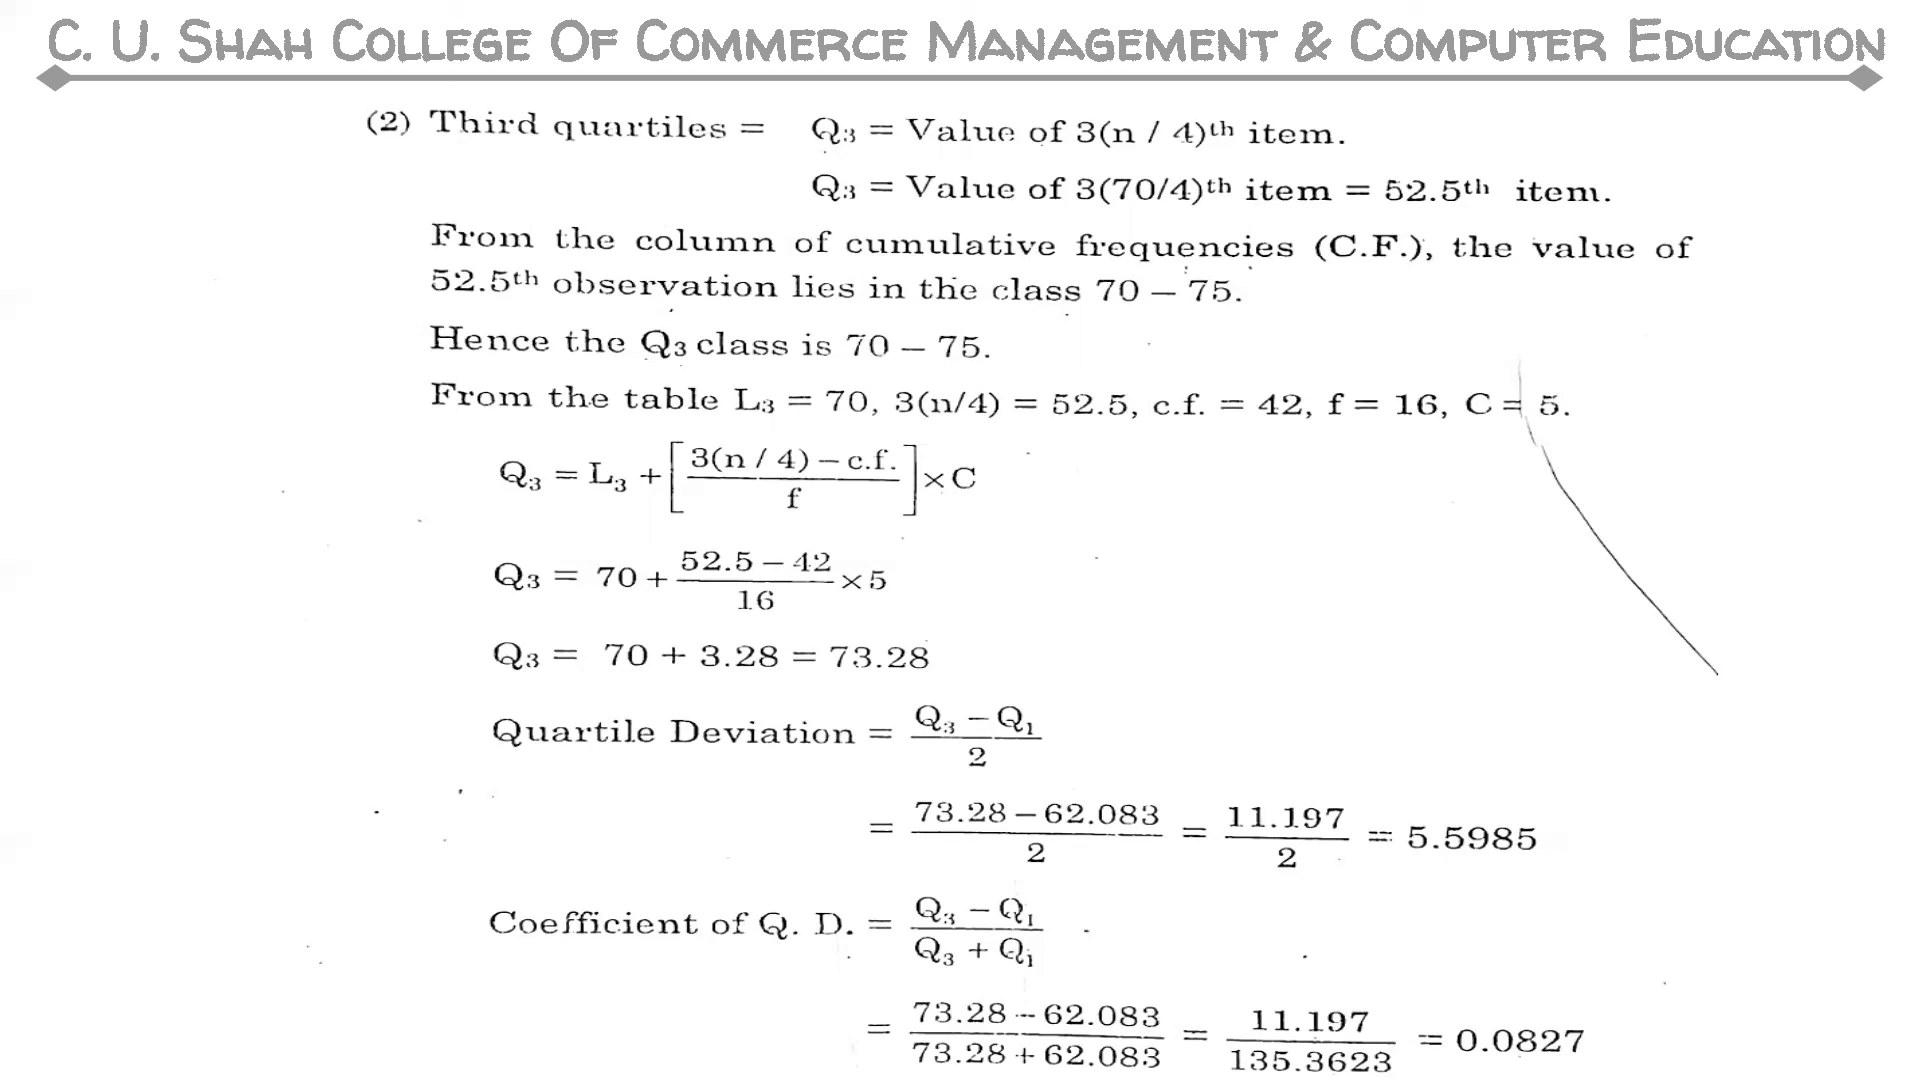 C. U. SHAH COLLEGE OF COMMERCE MANAGEMENT & COMPUTER EDUCATION
(2) Third quartiles = Q₃ = Value of 3(n / 4)th item.
Q₃ = Value of 3(70/4)th item = 52.5th item.
From the column of cumulative frequencies (C.F.), the value of
52.5th observation lies in the class 70 – 75.
Hence the Q₃ class is 70 – 75.
From the table L₃ = 70, 3(n/4) = 52.5, c.f. = 42, f = 16, C = 5.
Q₃ = L₃ + [ 3(n / 4) – c.f. / f ] × C
Q₃ = 70 + 52.5 – 42 / 16 × 5
Q₃ = 70 + 3.28 = 73.28
Quartile Deviation = Q₃ – Q₁ / 2
= 73.28 – 62.083 / 2 = 11.197 / 2 = 5.5985
Coefficient of Q. D. = Q₃ – Q₁ / Q₃ + Q₁
= 73.28 – 62.083 / 73.28 + 62.083 = 11.197 / 135.3623 = 0.0827